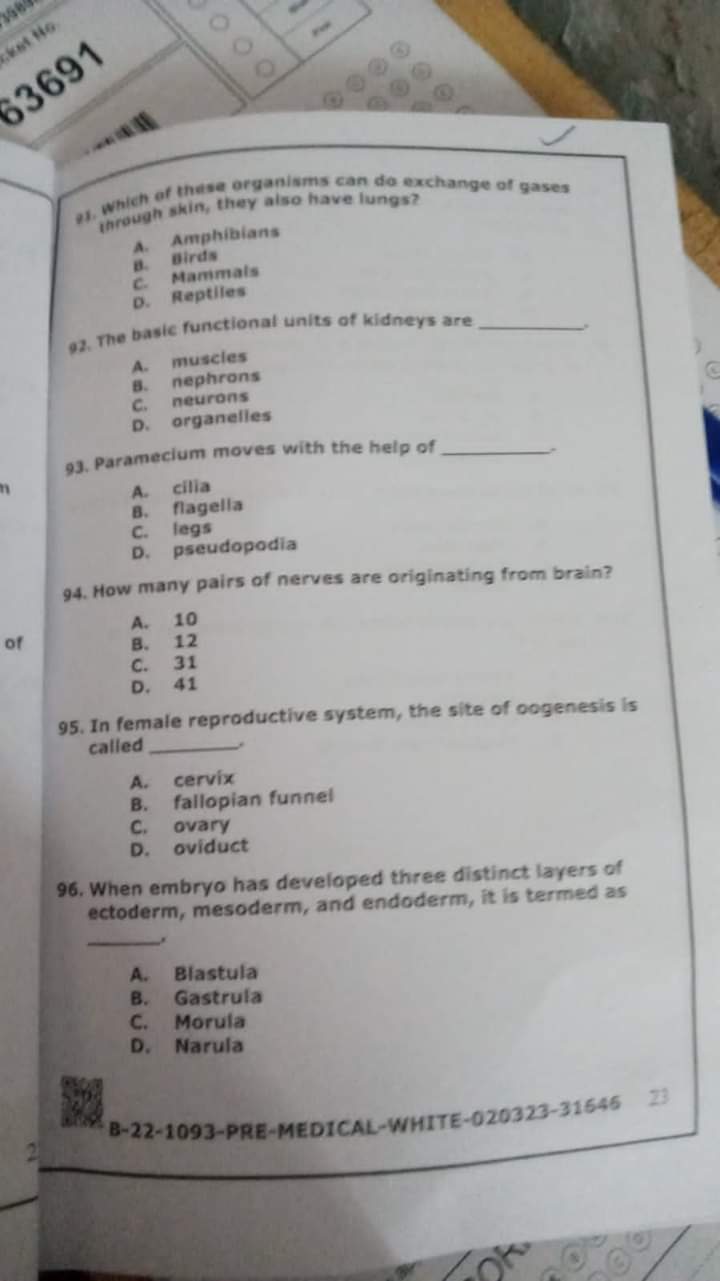 cket No.
63691
91. Which of these organisms can do exchange of gases
through skin, they also have lungs?
A. Amphibians
B. Birds
C. Mammals
D. Reptiles
92. The basic functional units of kidneys are ________.
A. muscles
B. nephrons
C. neurons
D. organelles
93. Paramecium moves with the help of ________.
A. cilia
B. flagella
C. legs
D. pseudopodia
94. How many pairs of nerves are originating from brain?
A. 10
B. 12
C. 31
D. 41
of
95. In female reproductive system, the site of oogenesis is
called ________.
A. cervix
B. fallopian funnel
C. ovary
D. oviduct
96. When embryo has developed three distinct layers of
ectoderm, mesoderm, and endoderm, it is termed as
________.
A. Blastula
B. Gastrula
C. Morula
D. Narula
B-22-1093-PRE-MEDICAL-WHITE-020323-31646 23
2